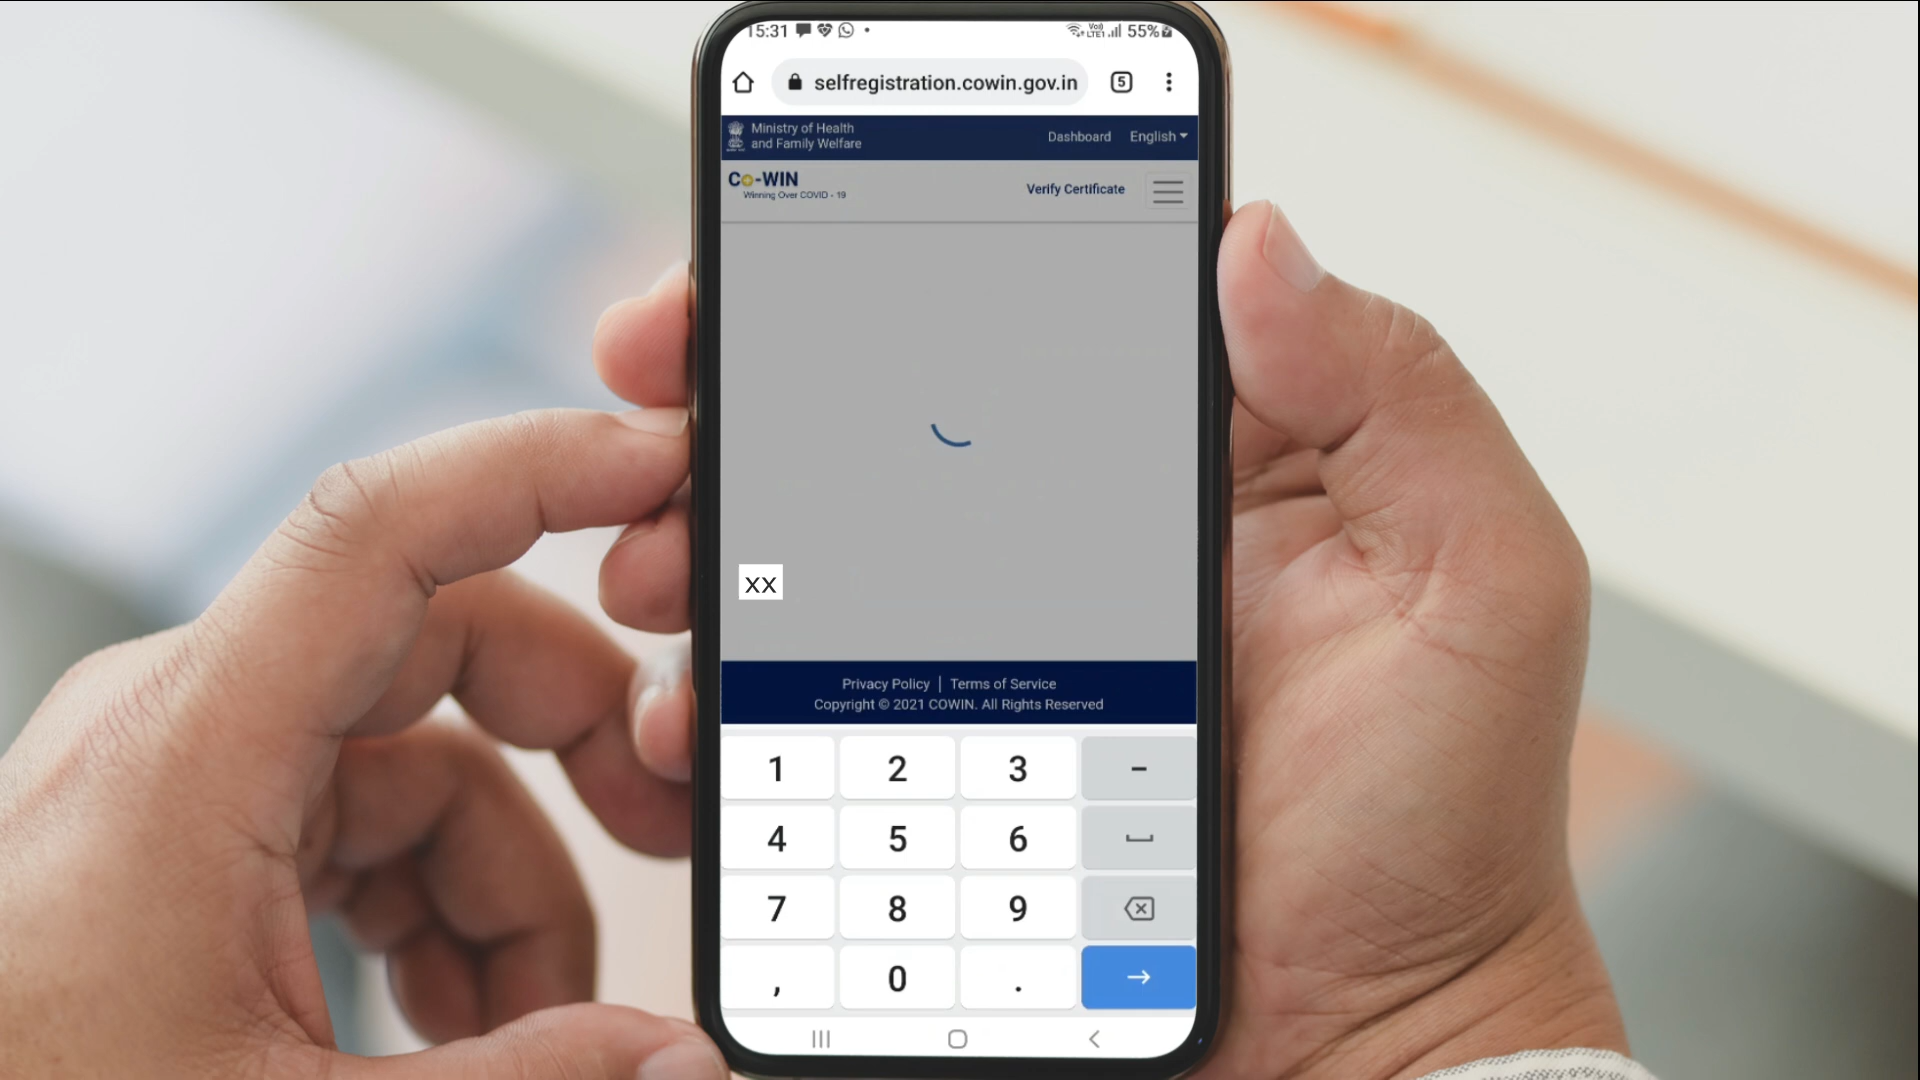 15:31
VoLTE1 55%
selfregistration.cowin.gov.in 5
Ministry of Health
and Family Welfare
Dashboard English
Co-WIN
Winning Over COVID - 19
Verify Certificate
xx
Privacy Policy | Terms of Service
Copyright © 2021 COWIN. All Rights Reserved
1 2 3 -
4 5 6
7 8 9
, 0 .